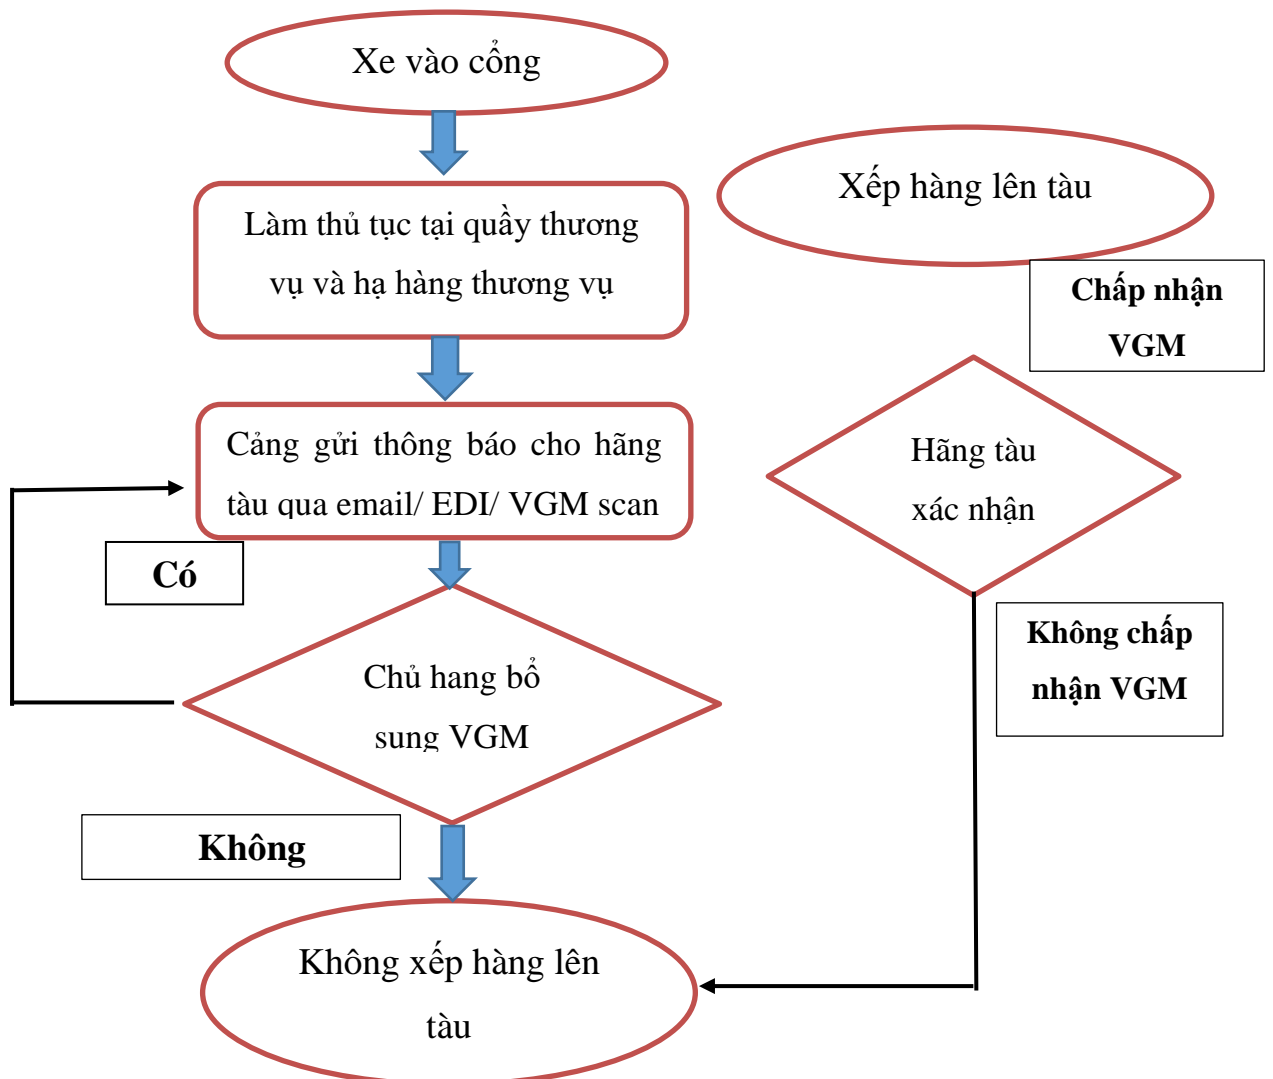 Xe vào cổng
Làm thủ tục tại quầy thương
vụ và hạ hàng thương vụ
Cảng gửi thông báo cho hãng
tàu qua email/ EDI/ VGM scan
Có
Chủ hang bổ
sung VGM
Không
Không xếp hàng lên
tàu
Xếp hàng lên tàu
Chấp nhận
VGM
Hãng tàu
xác nhận
Không chấp
nhận VGM